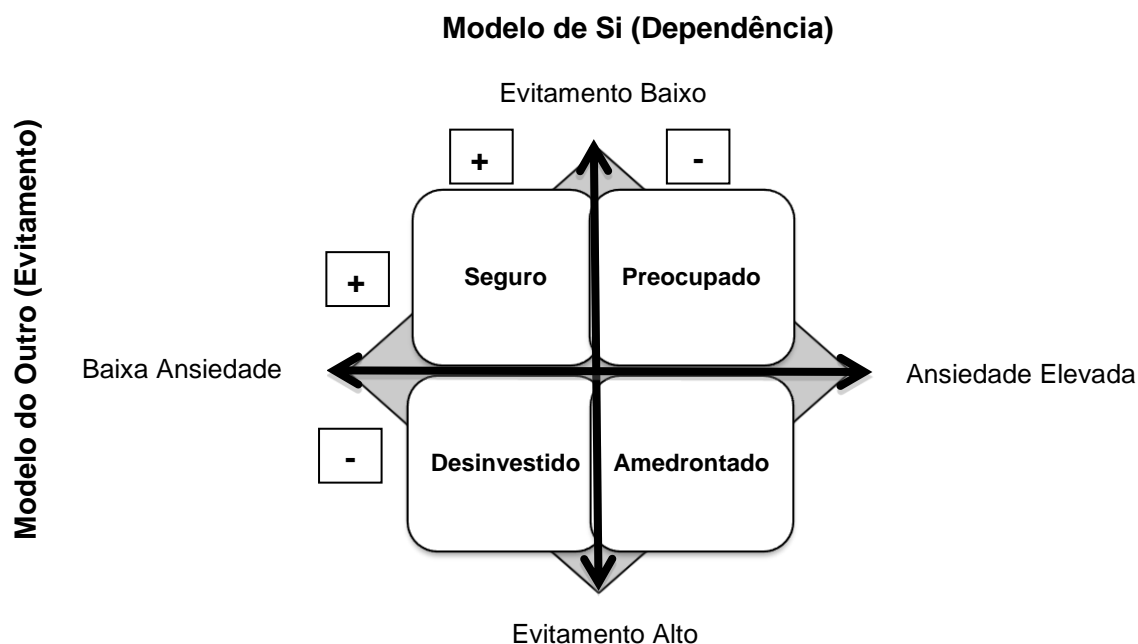 Modelo de Si (Dependência)
Evitamento Baixo
+
-
Modelo do Outro (Evitamento)
+
Seguro
Preocupado
Baixa Ansiedade
Ansiedade Elevada
-
Desinvestido
Amedrontado
Evitamento Alto